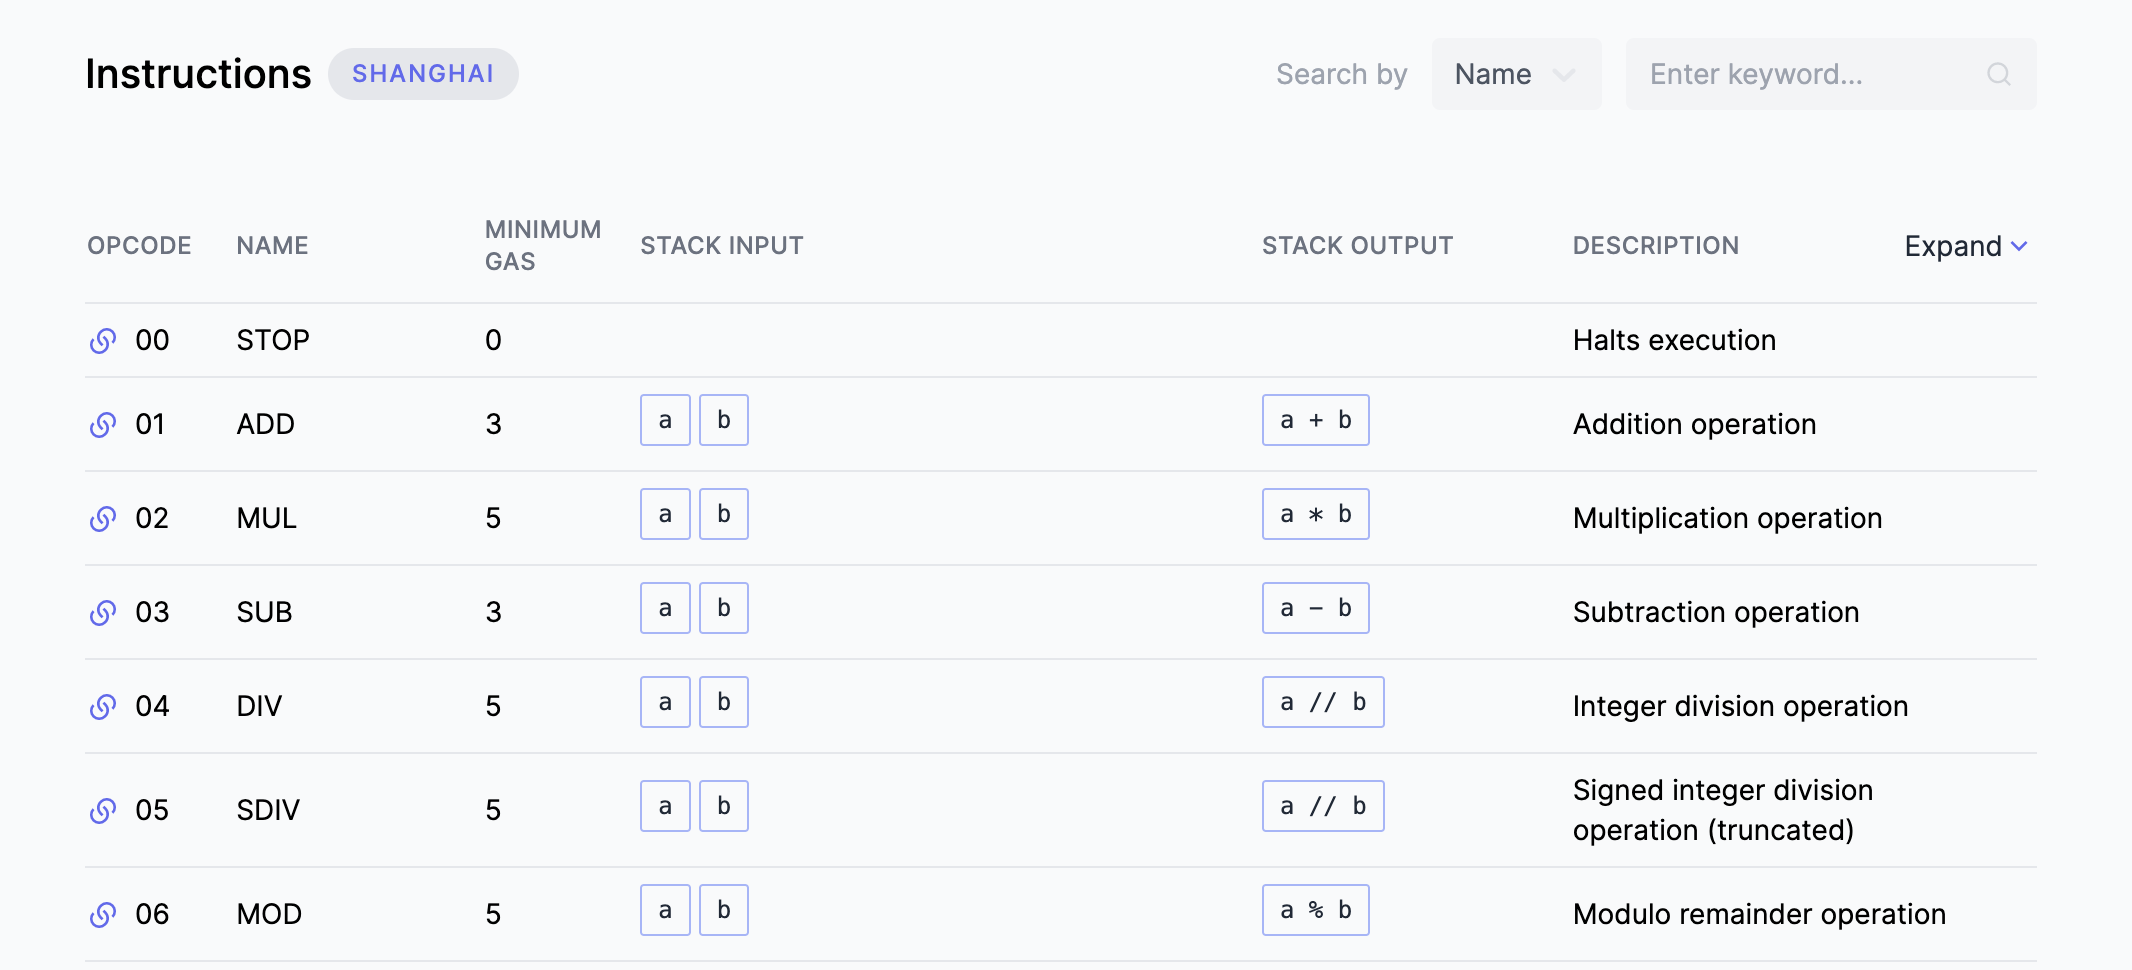 Instructions SHANGHAI Search by Name Enter keyword...
OPCODE NAME MINIMUM GAS STACK INPUT STACK OUTPUT DESCRIPTION Expand
00 STOP 0 Halts execution
01 ADD 3 a b a + b Addition operation
02 MUL 5 a b a * b Multiplication operation
03 SUB 3 a b a - b Subtraction operation
04 DIV 5 a b a // b Integer division operation
05 SDIV 5 a b a // b Signed integer division
operation (truncated)
06 MOD 5 a b a % b Modulo remainder operation